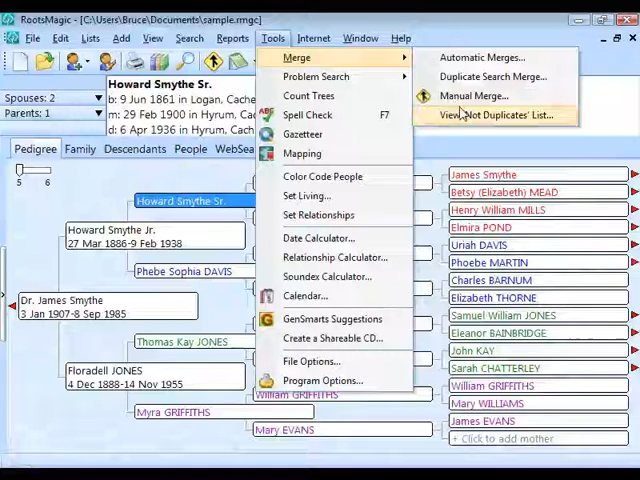 RootsMagic - [C:\Users\Bruce\Documents\sample.rmgc]
File Edit Lists Add View Search Reports Tools Internet Window Help
Howard Smythe Sr.
b: 9 Jun 1861 in Logan, Cache
m: 29 Feb 1900 in Hyrum, Cac
d: 6 Apr 1936 in Hyrum, Cache
Spouses: 2
Parents: 1
Pedigree Family Descendants People WebSea
5 6
Merge
Problem Search
Count Trees
Spell Check F7
Gazetteer
Mapping
Color Code People
Set Living...
Set Relationships
Date Calculator...
Relationship Calculator...
Soundex Calculator...
Calendar...
GenSmarts Suggestions
Create a Shareable CD...
File Options...
Program Options...
Automatic Merges...
Duplicate Search Merge...
Manual Merge...
View 'Not Duplicates' List...
Dr. James Smythe
3 Jan 1907-8 Sep 1985
Howard Smythe Jr.
27 Mar 1886-9 Feb 1938
Floradell JONES
4 Dec 1888-14 Nov 1955
Howard Smythe Sr.
Phebe Sophia DAVIS
Thomas Kay JONES
Myra GRIFFITHS
William GRIFFITHS
Mary EVANS
James Smythe
Betsy (Elizabeth) MEAD
Henry William MILLS
Elmira POND
Uriah DAVIS
Phoebe MARTIN
Charles BARNUM
Elizabeth THORNE
Samuel William JONES
Eleanor BAINBRIDGE
John KAY
Sarah CHATTERLEY
William GRIFFITHS
Mary WILLIAMS
James EVANS
+ Click to add mother